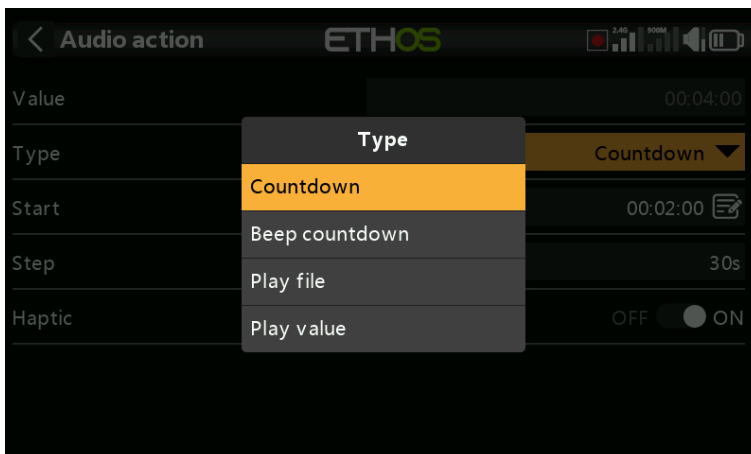 Audio action ETHOS 2.4G 900M
Value 00:04:00
Type
Type Countdown
Countdown
Start 00:02:00
Beep countdown
Step 30s
Play file
Haptic OFF ON
Play value